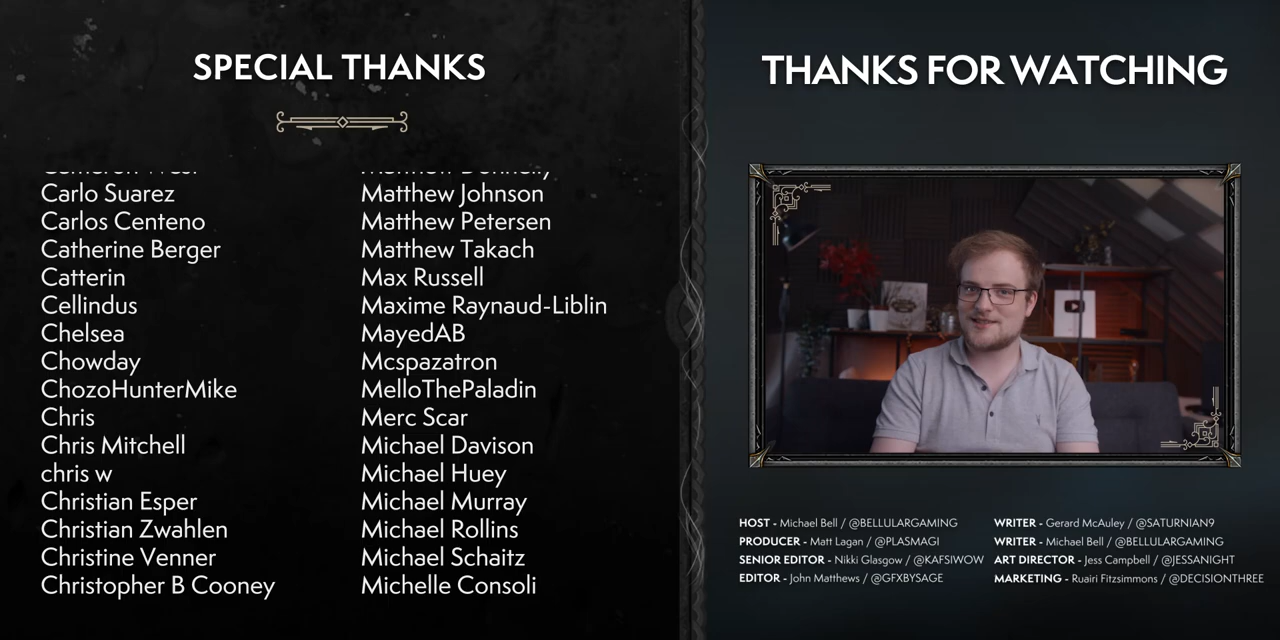 SPECIAL THANKS
Carlo Suarez
Carlos Centeno
Catherine Berger
Catterin
Cellindus
Chelsea
Chowday
ChozoHunterMike
Chris
Chris Mitchell
chris w
Christian Esper
Christian Zwahlen
Christine Venner
Christopher B Cooney
Matthew Johnson
Matthew Petersen
Matthew Takach
Max Russell
Maxime Raynaud-Liblin
MayedAB
Mcspazatron
MelloThePaladin
Merc Scar
Michael Davison
Michael Huey
Michael Murray
Michael Rollins
Michael Schaitz
Michelle Consoli
THANKS FOR WATCHING
HOST - Michael Bell / @BELLULARGAMING
PRODUCER - Matt Lagan / @PLASMAGI
SENIOR EDITOR - Nikki Glasgow / @KAFSIWOW
EDITOR - John Matthews / @GFXBYSAGE
WRITER - Gerard McAuley / @SATURNIAN9
WRITER - Michael Bell / @BELLULARGAMING
ART DIRECTOR - Jess Campbell / @JESSANIGHT
MARKETING - Ruairi Fitzsimmons / @DECISIONTHREE